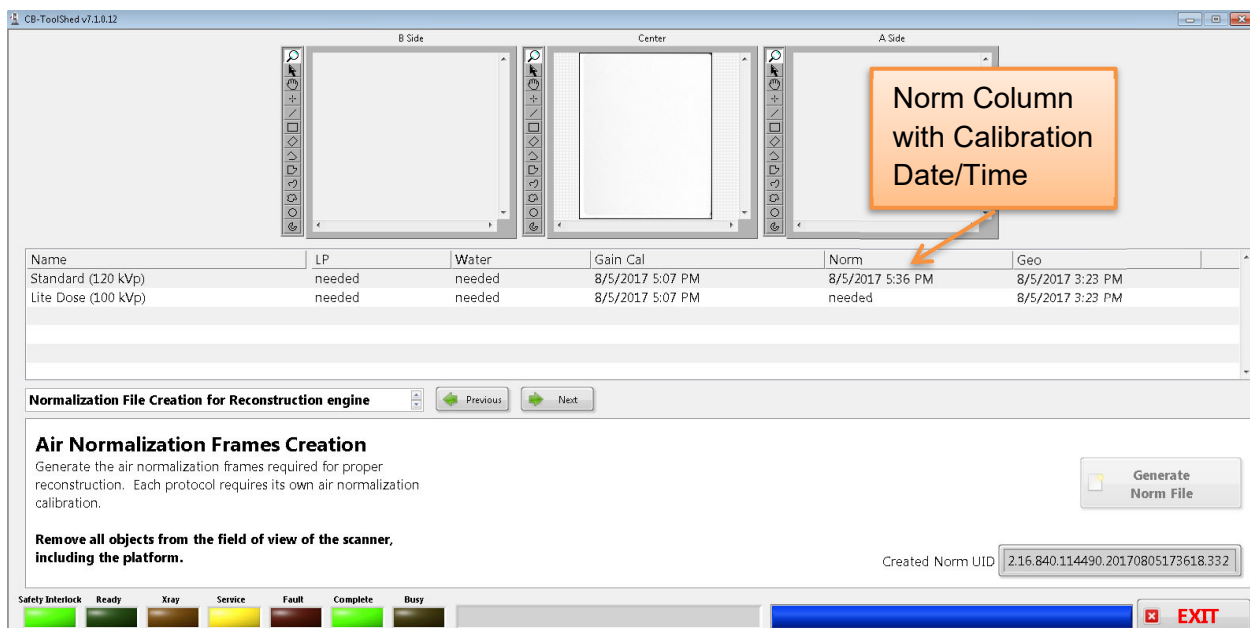 CB-ToolShed v7.1.0.12
B Side
Center
A Side
Norm Column
with Calibration
Date/Time
Name LP Water Gain Cal Norm Geo
Standard (120 kVp) needed needed 8/5/2017 5:07 PM 8/5/2017 5:36 PM 8/5/2017 3:23 PM
Lite Dose (100 kVp) needed needed 8/5/2017 5:07 PM needed 8/5/2017 3:23 PM
Normalization File Creation for Reconstruction engine Previous Next
Air Normalization Frames Creation
Generate the air normalization frames required for proper
reconstruction. Each protocol requires its own air normalization
calibration.
Generate
Norm File
Remove all objects from the field of view of the scanner,
including the platform.
Created Norm UID 2.16.840.114490.20170805173618.332
Safety Interlock Ready Xray Service Fault Complete Busy
EXIT